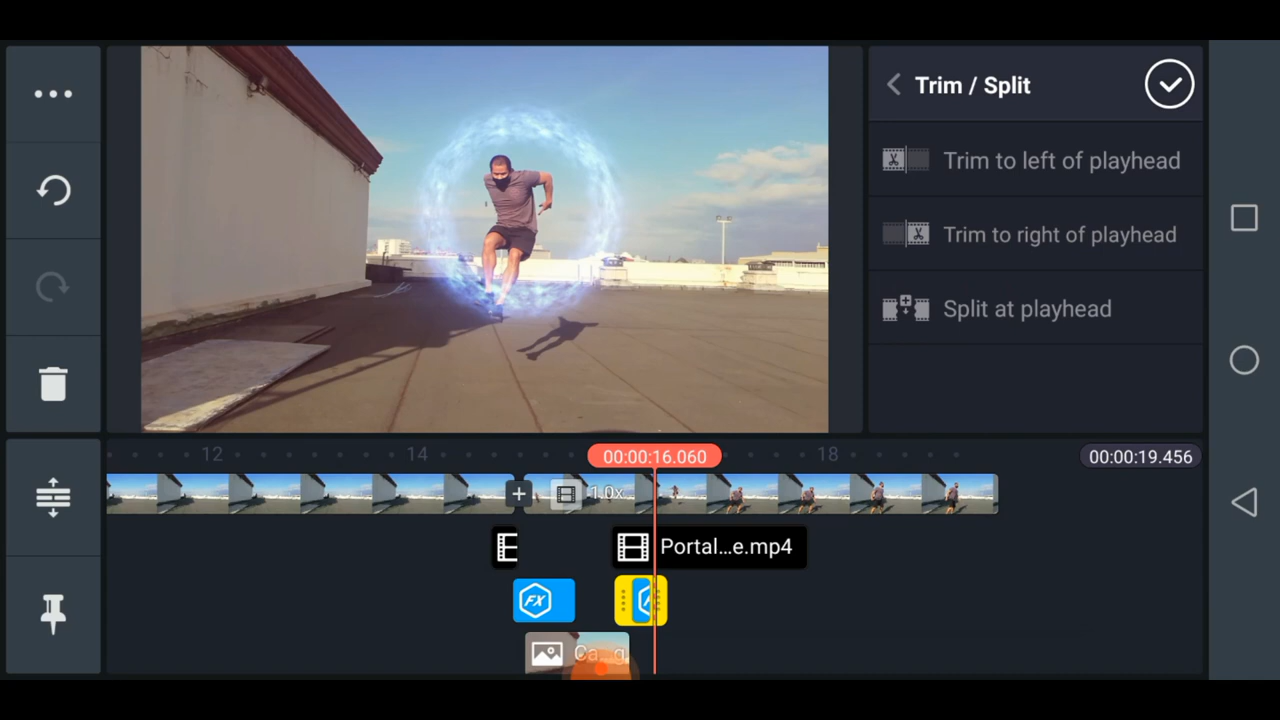 Trim / Split
Trim to left of playhead
Trim to right of playhead
Split at playhead
12
14
00:00:16.060
18
00:00:19.456
1.0x
Portal...e.mp4
FX
Ca...g